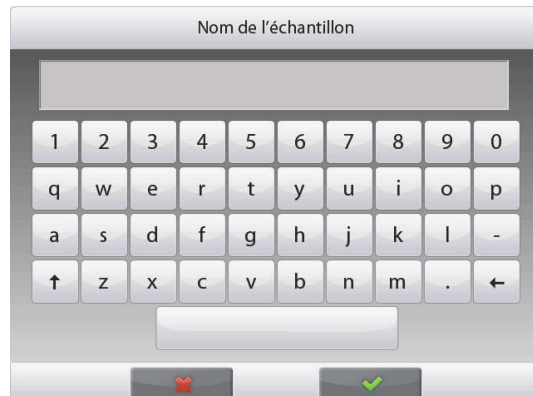 Nom de l'échantillon
1 2 3 4 5 6 7 8 9 0
q w e r t y u i o p
a s d f g h j k l -
↑ z x c v b n m . ←